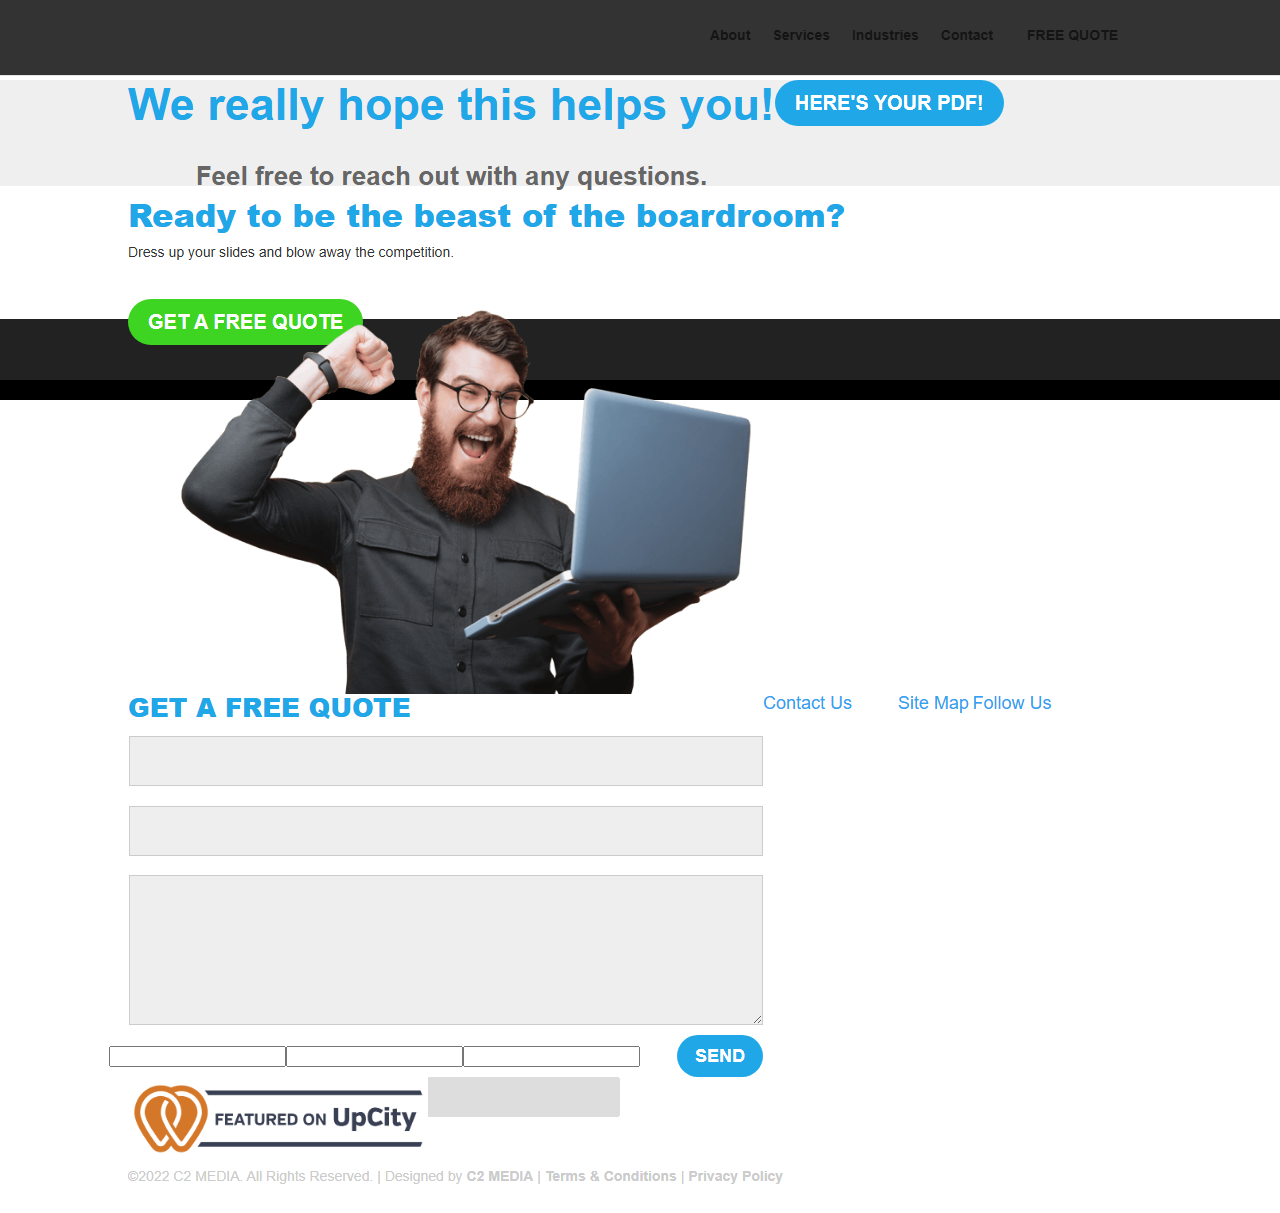 About Services Industries Contact FREE QUOTE
We really hope this helps you! HERE'S YOUR PDF!
Feel free to reach out with any questions.
Ready to be the beast of the boardroom?
Dress up your slides and blow away the competition.
GET A FREE QUOTE
GET A FREE QUOTE
Contact Us Site Map Follow Us
SEND
FEATURED ON UpCity
©2022 C2 MEDIA. All Rights Reserved. | Designed by C2 MEDIA | Terms & Conditions | Privacy Policy